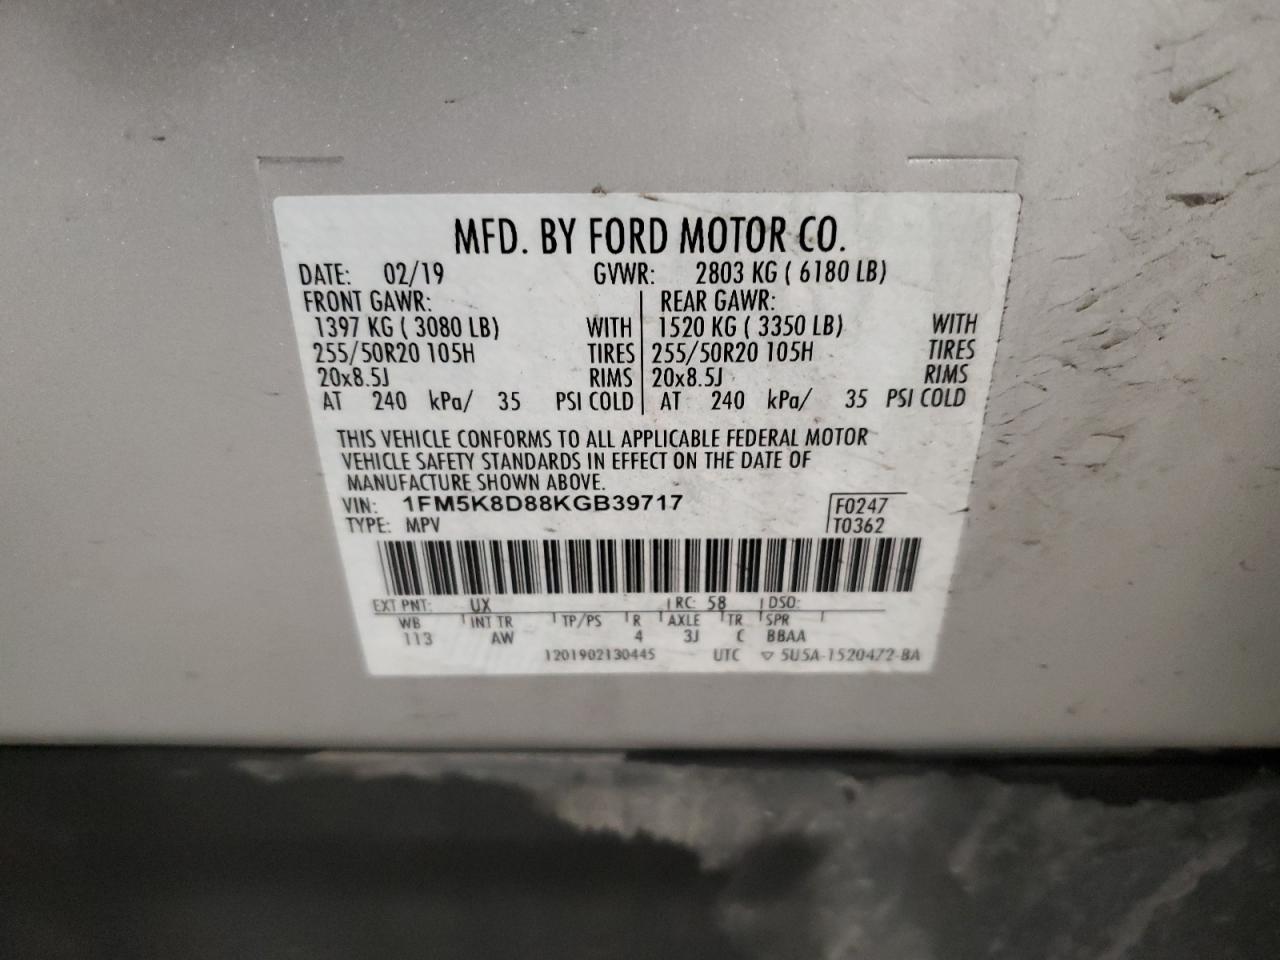 MFD. BY FORD MOTOR CO.
DATE: 02/19 GVWR: 2803 KG ( 6180 LB)
FRONT GAWR: REAR GAWR:
1397 KG ( 3080 LB) WITH 1520 KG ( 3350 LB) WITH
255/50R20 105H TIRES 255/50R20 105H TIRES
20x8.5J RIMS 20x8.5J RIMS
AT 240 kPa/ 35 PSI COLD AT 240 kPa/ 35 PSI COLD
THIS VEHICLE CONFORMS TO ALL APPLICABLE FEDERAL MOTOR
VEHICLE SAFETY STANDARDS IN EFFECT ON THE DATE OF
MANUFACTURE SHOWN ABOVE.
VIN: 1FM5K8D88KGB39717 F0247
TYPE: MPV T0362
EXT PNT: UX RC: 58 DSO:
WB INT TR TP/PS R AXLE TR SPR
113 AW 4 3J C BBAA
1201902130445 UTC ▽ 5U5A-1520472-BA